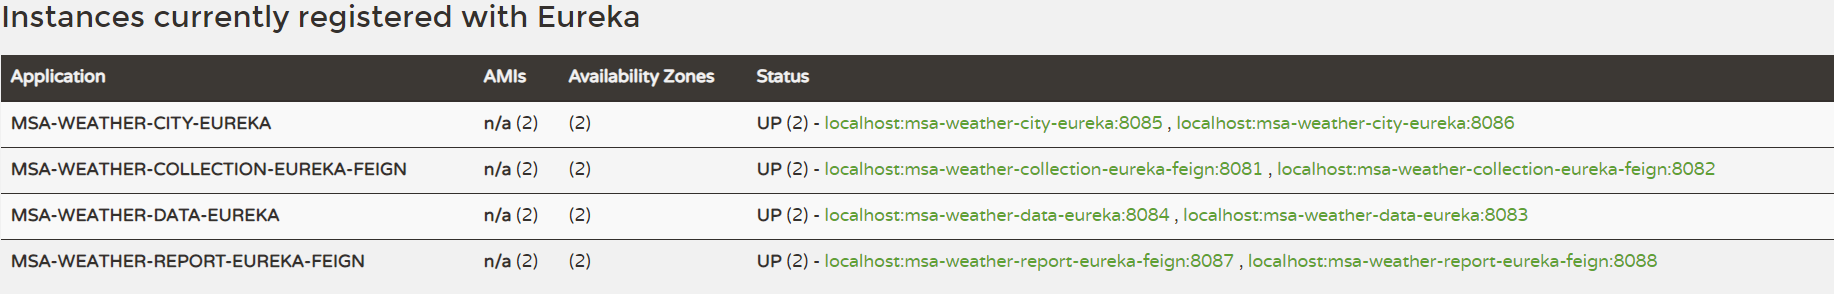 Instances currently registered with Eureka
Application AMIs Availability Zones Status
MSA-WEATHER-CITY-EUREKA n/a (2) (2) UP (2) - localhost:msa-weather-city-eureka:8085 , localhost:msa-weather-city-eureka:8086
MSA-WEATHER-COLLECTION-EUREKA-FEIGN n/a (2) (2) UP (2) - localhost:msa-weather-collection-eureka-feign:8081 , localhost:msa-weather-collection-eureka-feign:8082
MSA-WEATHER-DATA-EUREKA n/a (2) (2) UP (2) - localhost:msa-weather-data-eureka:8084 , localhost:msa-weather-data-eureka:8083
MSA-WEATHER-REPORT-EUREKA-FEIGN n/a (2) (2) UP (2) - localhost:msa-weather-report-eureka-feign:8087 , localhost:msa-weather-report-eureka-feign:8088